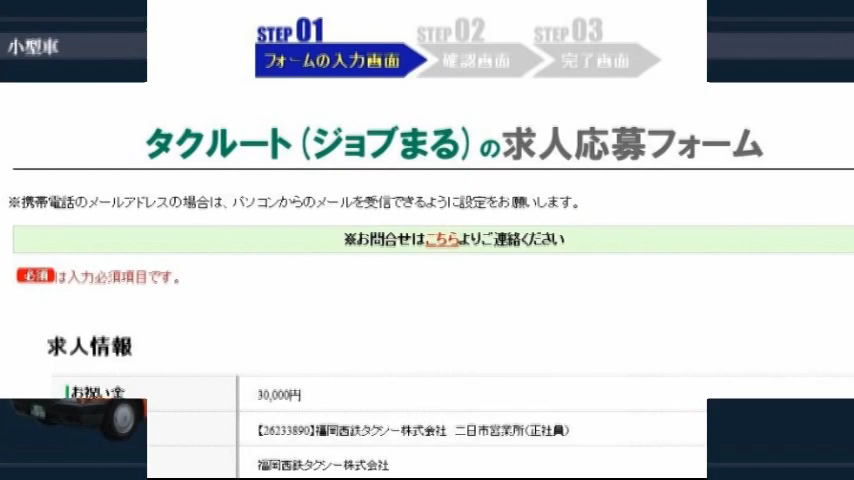 小型車
STEP 01
フォームの入力画面
STEP 02
確認画面
STEP 03
完了画面
タクルート(ジョブまる)の求人応募フォーム
※携帯電話のメールアドレスの場合は、パソコンからのメールを受信できるように設定をお願いします。
※お問合せはこちらよりご連絡ください
必須は入力必須項目です。
求人情報
お祝い金
30,000円
【26233890】福岡西鉄タクシー株式会社 二日市営業所(正社員)
福岡西鉄タクシー株式会社